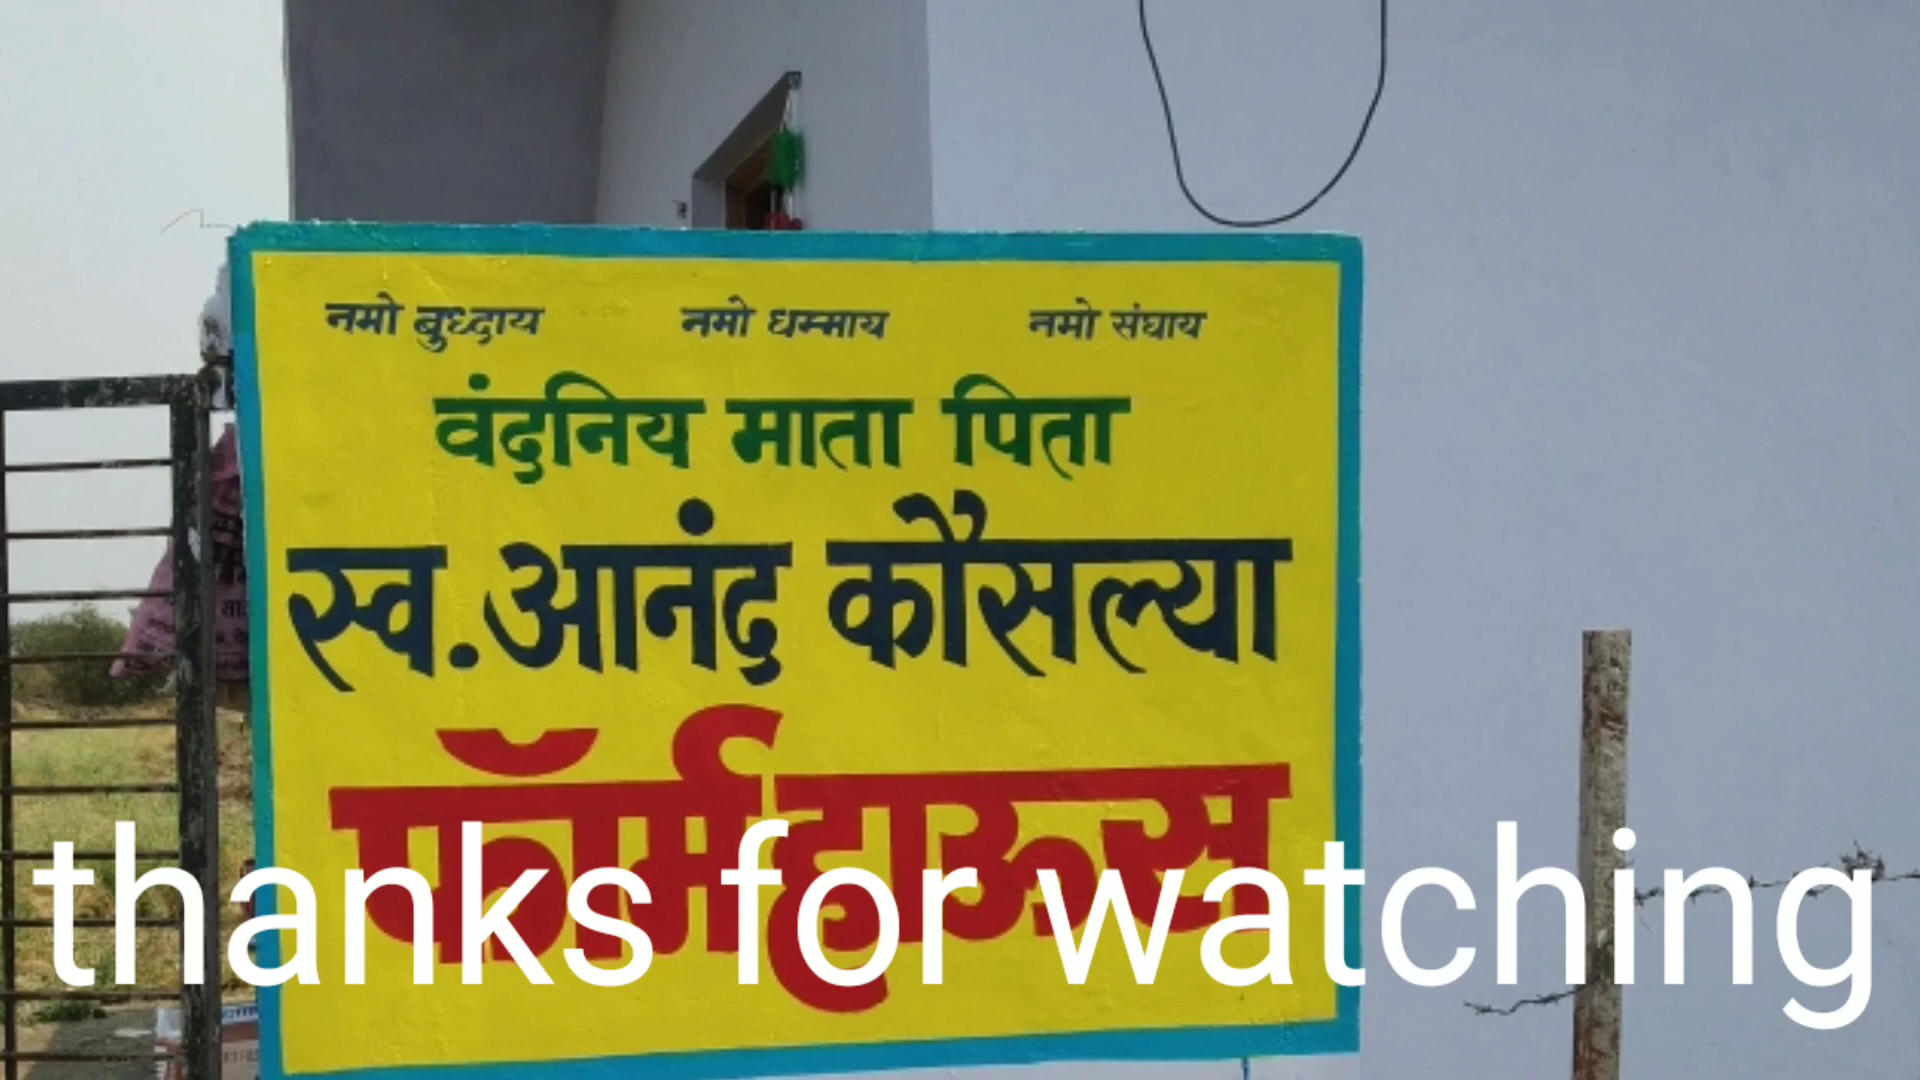 नमो बुध्दाय नमो धम्माय नमो संघाय
वंदनिय माता पिता
स्व.आनंद कौसल्या
फॉर्महाऊस
thanks for watching